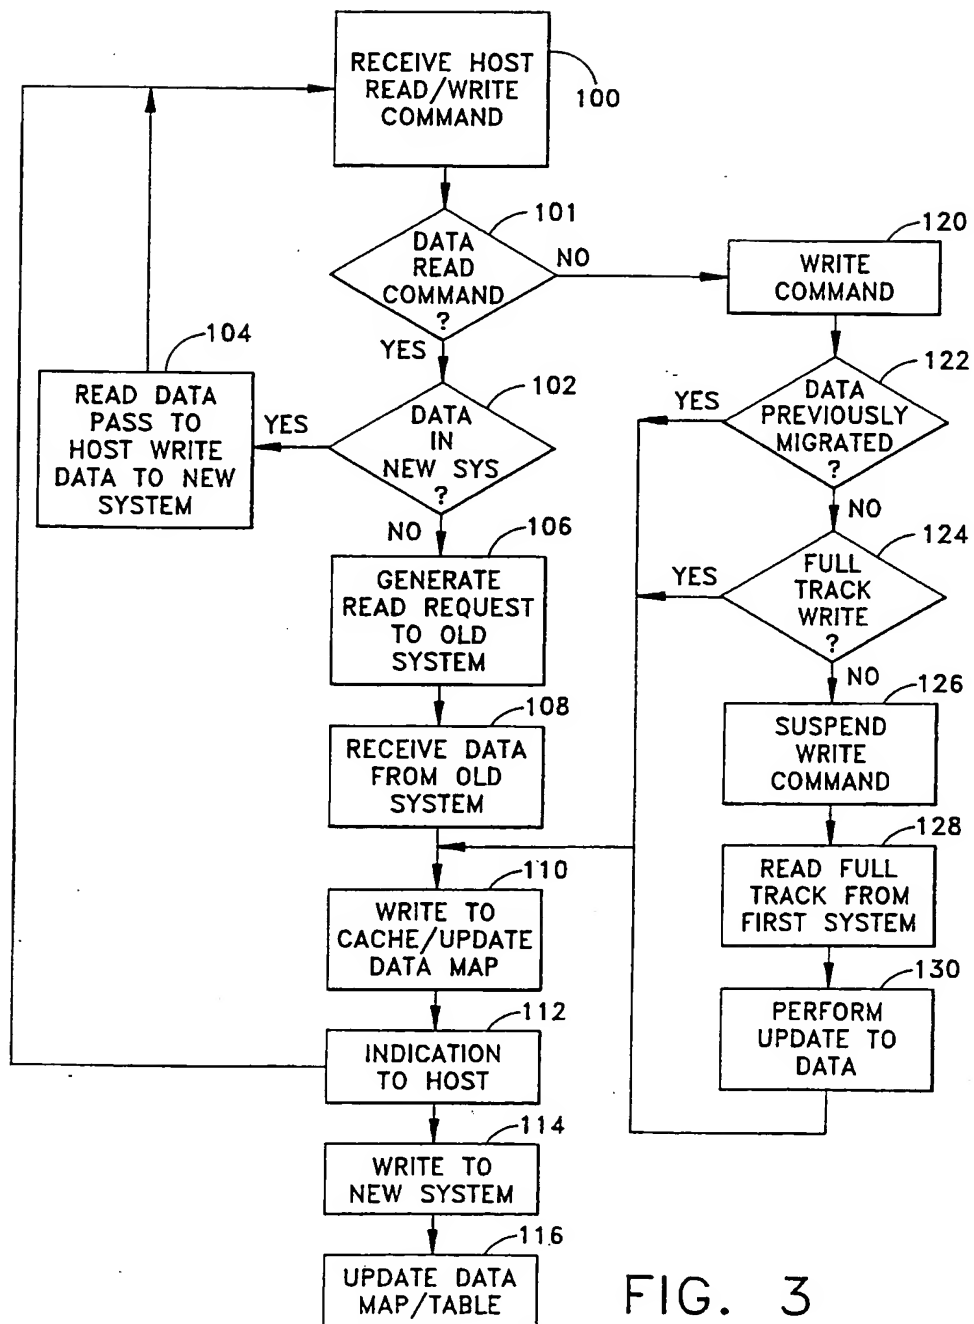 RECEIVE HOST
READ/WRITE
COMMAND
100
DATA
READ
COMMAND
?
101
NO
YES
120
WRITE
COMMAND
104
READ DATA
PASS TO
HOST WRITE
DATA TO NEW
SYSTEM
YES
DATA
IN
NEW SYS
?
102
NO
YES
DATA
PREVIOUSLY
MIGRATED
?
122
NO
106
GENERATE
READ REQUEST
TO OLD
SYSTEM
YES
FULL
TRACK
WRITE
?
124
NO
108
RECEIVE DATA
FROM OLD
SYSTEM
126
SUSPEND
WRITE
COMMAND
128
READ FULL
TRACK FROM
FIRST SYSTEM
110
WRITE TO
CACHE/UPDATE
DATA MAP
130
PERFORM
UPDATE TO
DATA
112
INDICATION
TO HOST
114
WRITE TO
NEW SYSTEM
116
UPDATE DATA
MAP/TABLE
FIG. 3